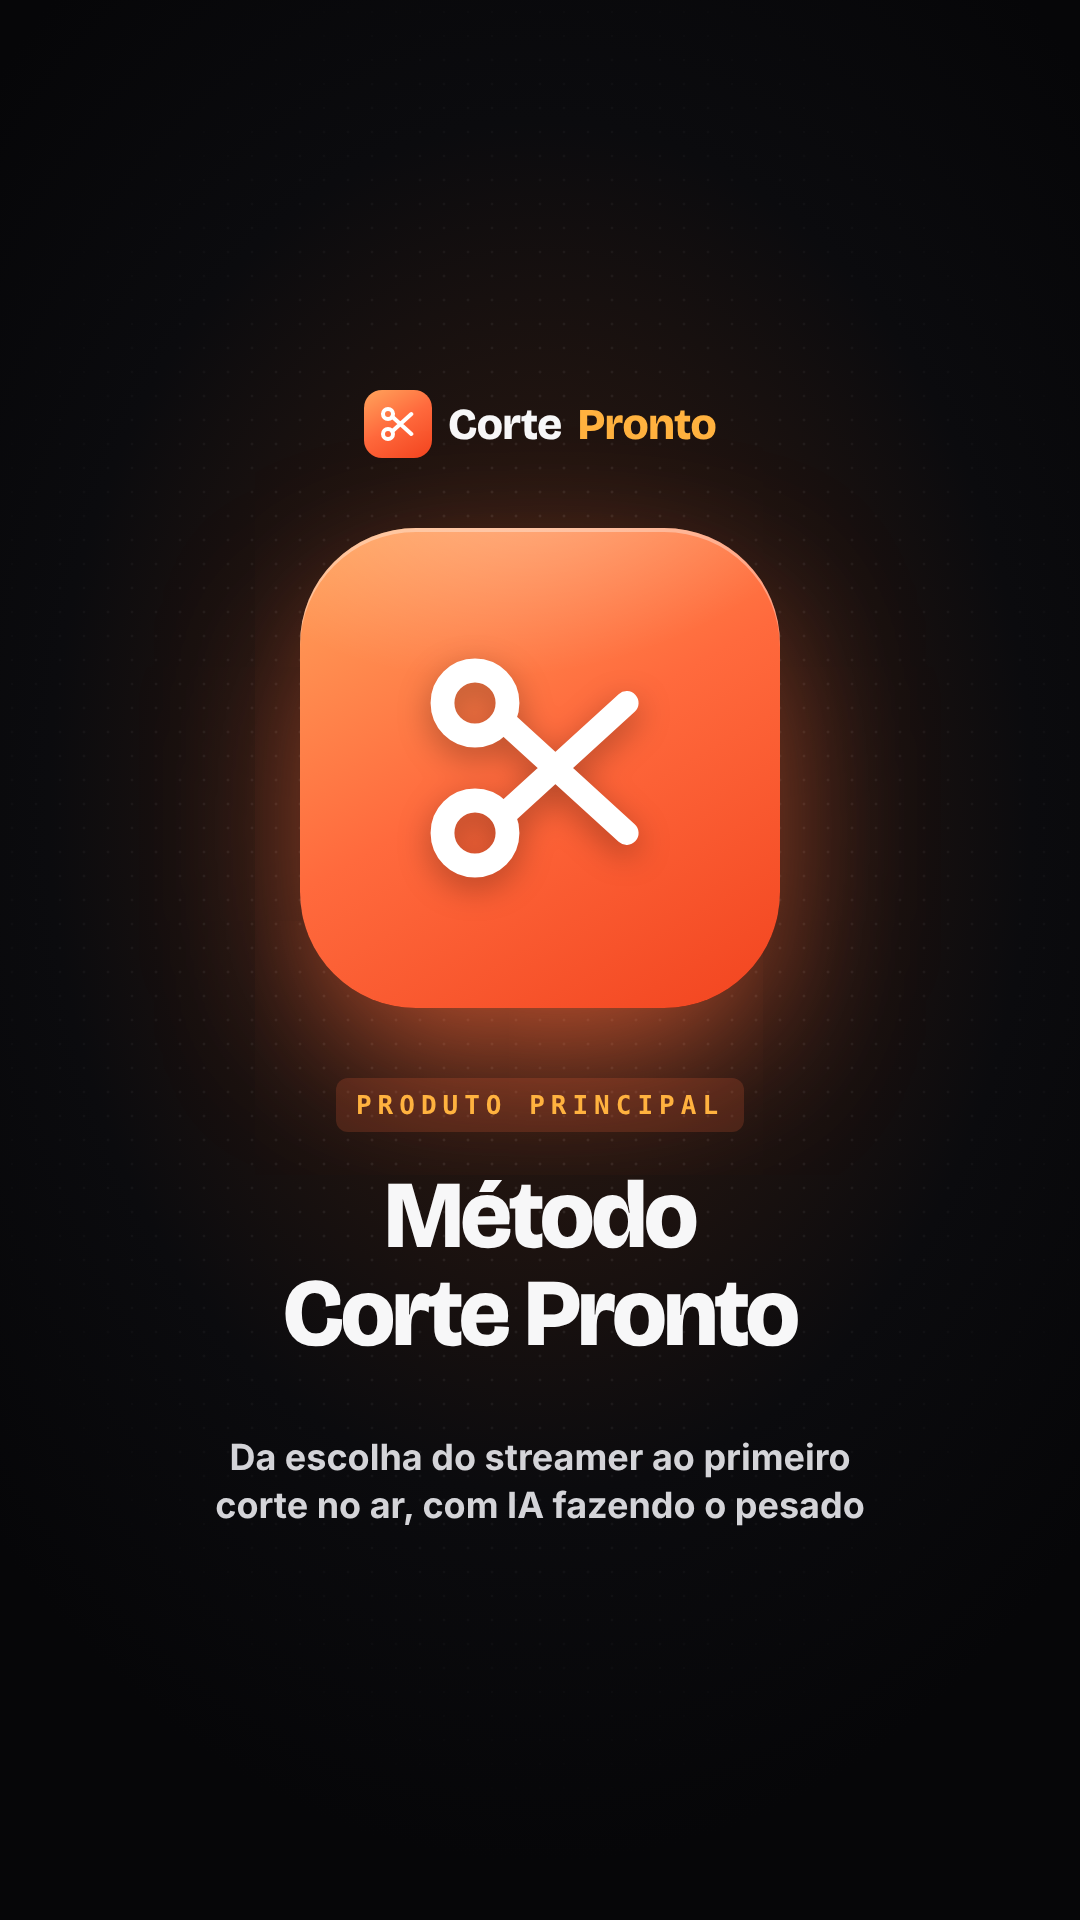 Corte Pronto
PRODUTO PRINCIPAL
Método
Corte Pronto
Da escolha do streamer ao primeiro
corte no ar, com IA fazendo o pesado